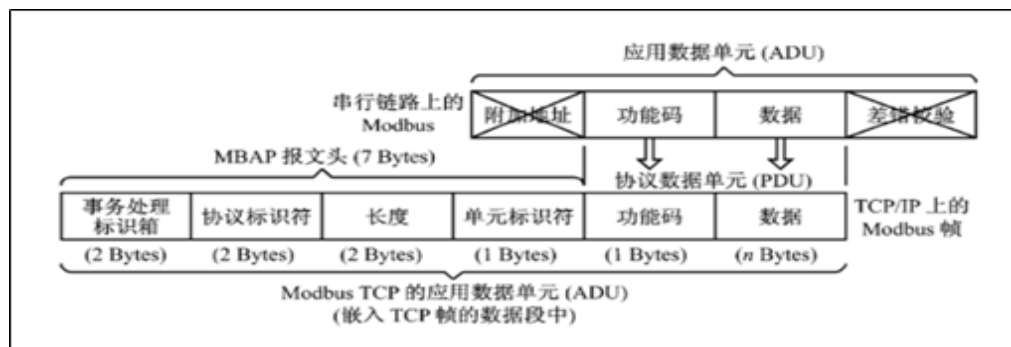 应用数据单元 (ADU)
串行链路上的
Modbus
附加地址
功能码
数据
差错校验
MBAP 报文头 (7 Bytes)
协议数据单元 (PDU)
事务处理
标识箱
协议标识符
长度
单元标识符
功能码
数据
TCP/IP 上的
Modbus 帧
(2 Bytes)
(2 Bytes)
(2 Bytes)
(1 Bytes)
(1 Bytes)
(n Bytes)
Modbus TCP 的应用数据单元 (ADU)
(嵌入 TCP 帧的数据段中)